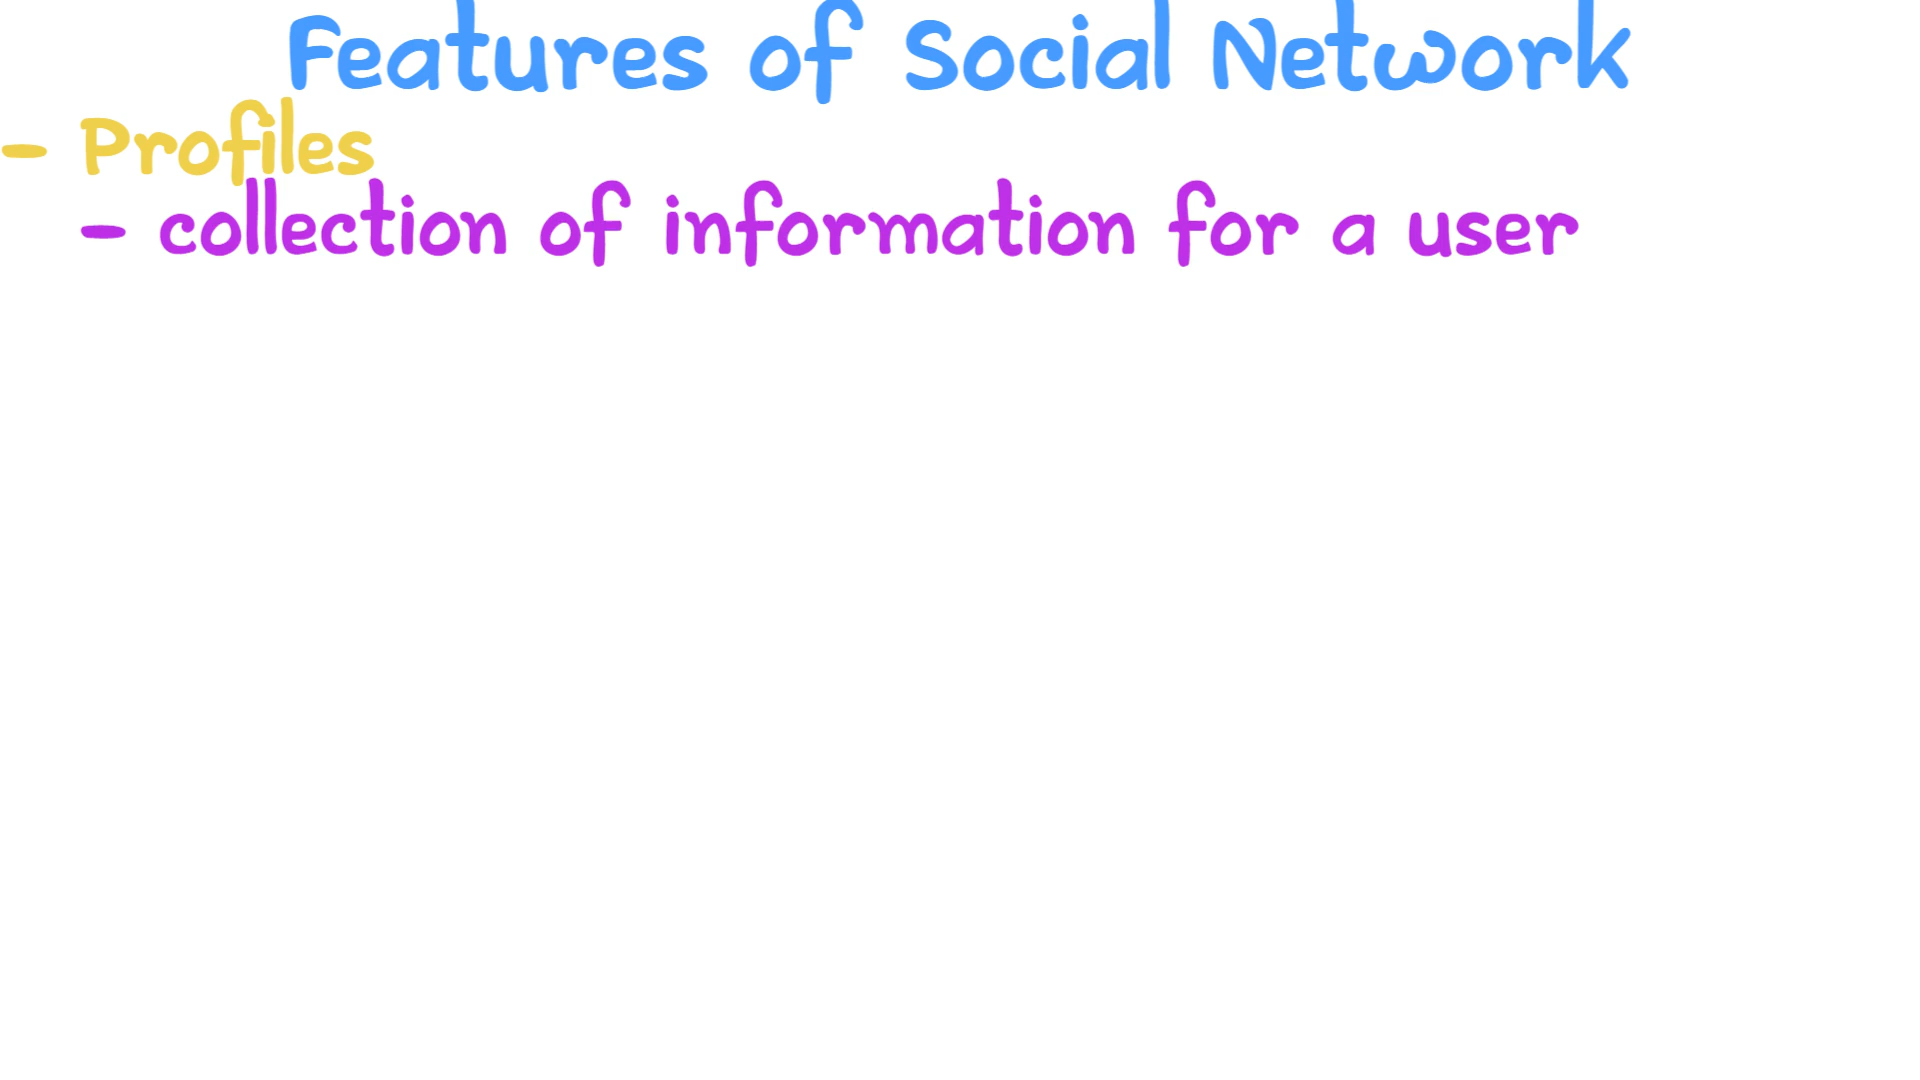 Features of Social Network
- Profiles
- collection of information for a user